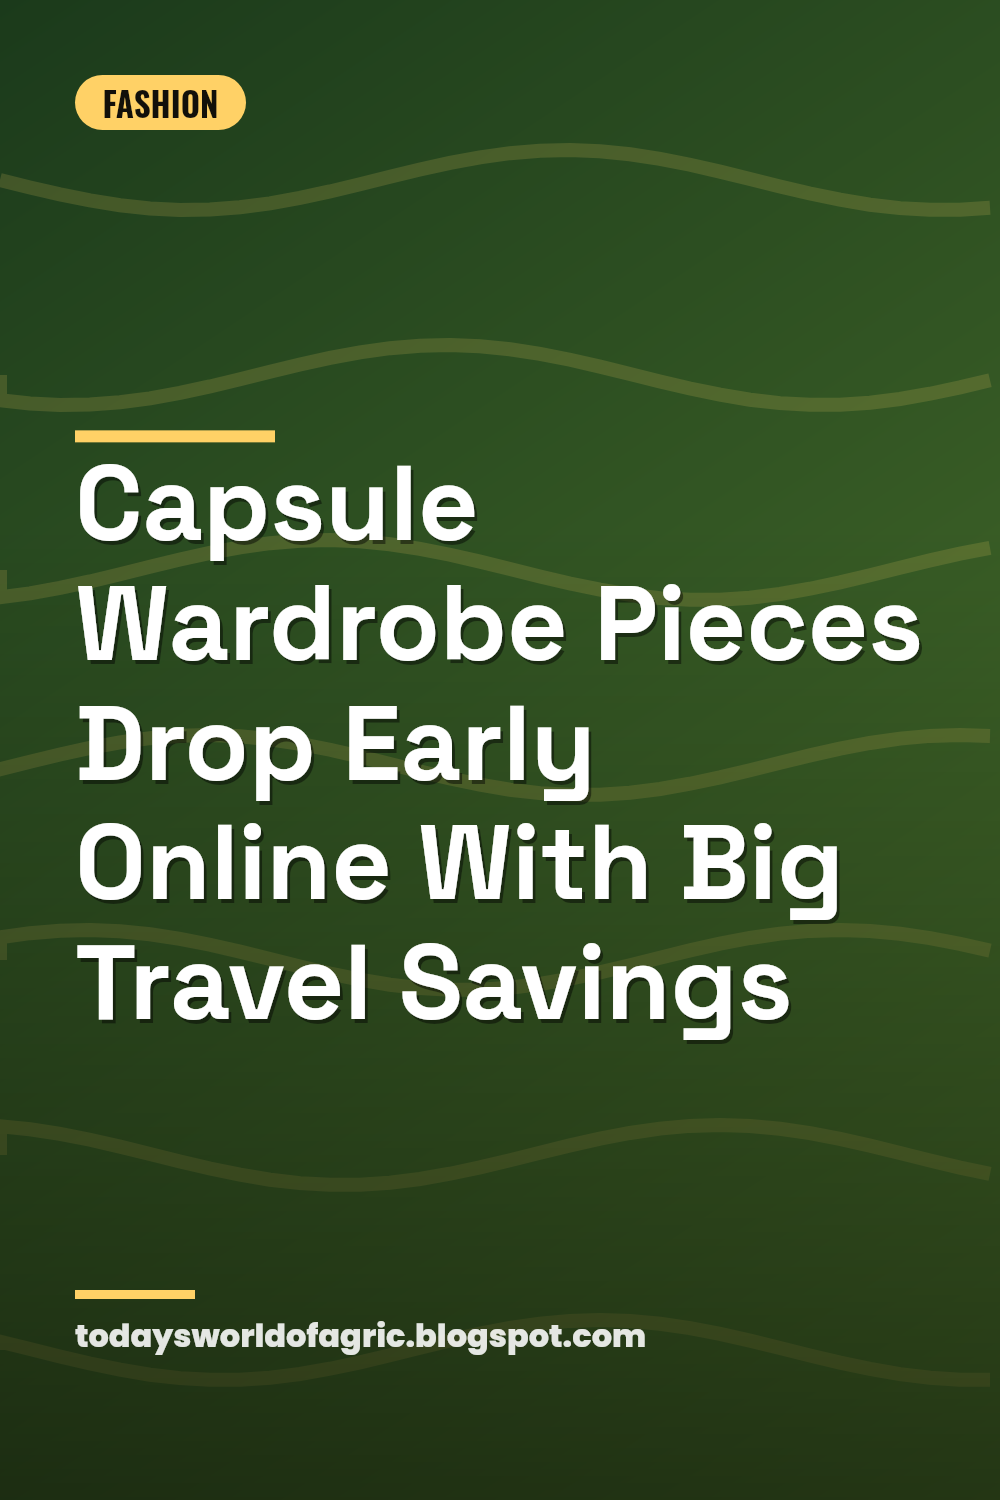 FASHION
Capsule
Wardrobe Pieces
Drop Early
Online With Big
Travel Savings
todaysworldofagric.blogspot.com